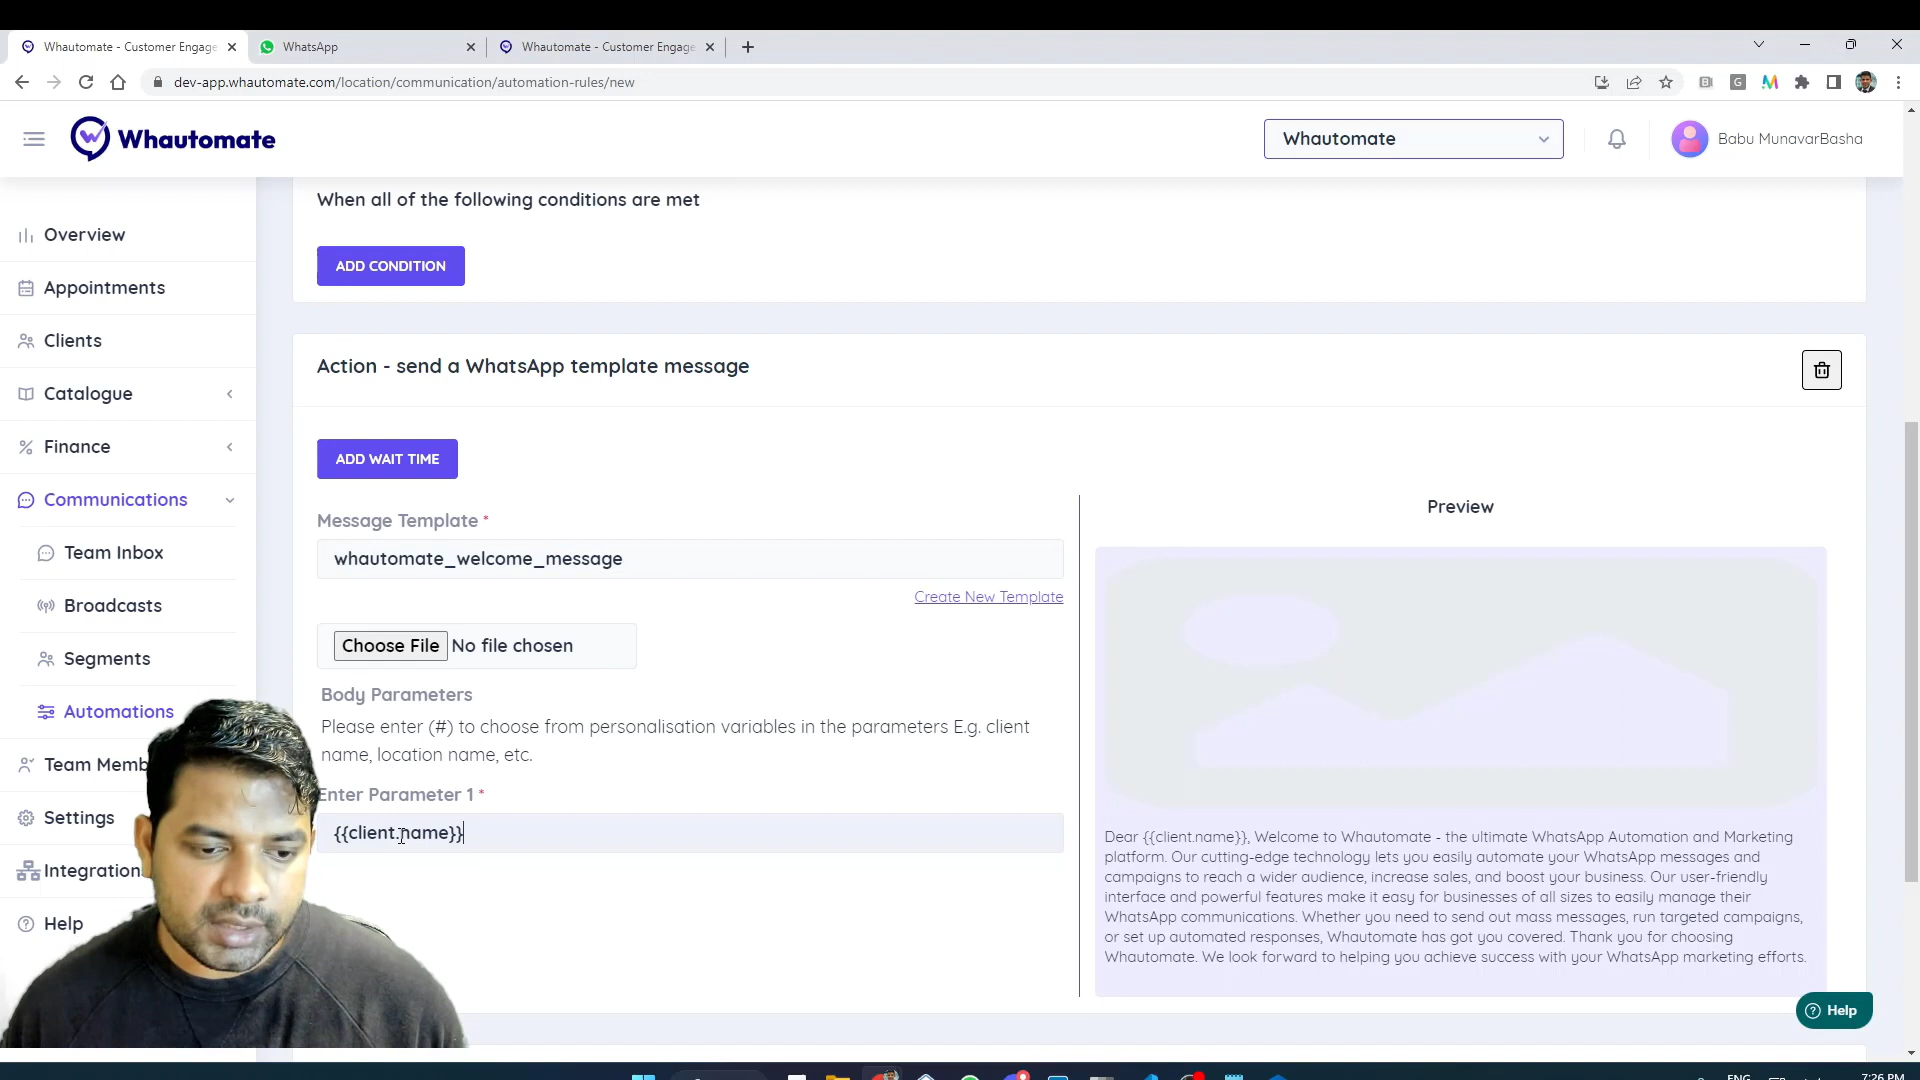 Whautomate - Customer Engage
WhatsApp
Whautomate - Customer Engage
dev-app.whautomate.com/location/communication/automation-rules/new
Whautomate
Whautomate
Babu MunavarBasha
Overview
Appointments
Clients
Catalogue
Finance
Communications
Team Inbox
Broadcasts
Segments
Automations
Settings
Help
When all of the following conditions are met
ADD CONDITION
Action - send a WhatsApp template message
ADD WAIT TIME
Message Template *
whautomate_welcome_message
Create New Template
Choose File No file chosen
Body Parameters
Please enter (#) to choose from personalisation variables in the parameters E.g. client
name, location name, etc.
Enter Parameter 1 *
{{client.name}}
Preview
Dear {{client.name}}, Welcome to Whautomate - the ultimate WhatsApp Automation and Marketing
platform. Our cutting-edge technology lets you easily automate your WhatsApp messages and
campaigns to reach a wider audience, increase sales, and boost your business. Our user-friendly
interface and powerful features make it easy for businesses of all sizes to easily manage their
WhatsApp communications. Whether you need to send out mass messages, run targeted campaigns,
or set up automated responses, Whautomate has got you covered. Thank you for choosing
Whautomate. We look forward to helping you achieve success with your WhatsApp marketing efforts.
Help
ENG
7:26 PM